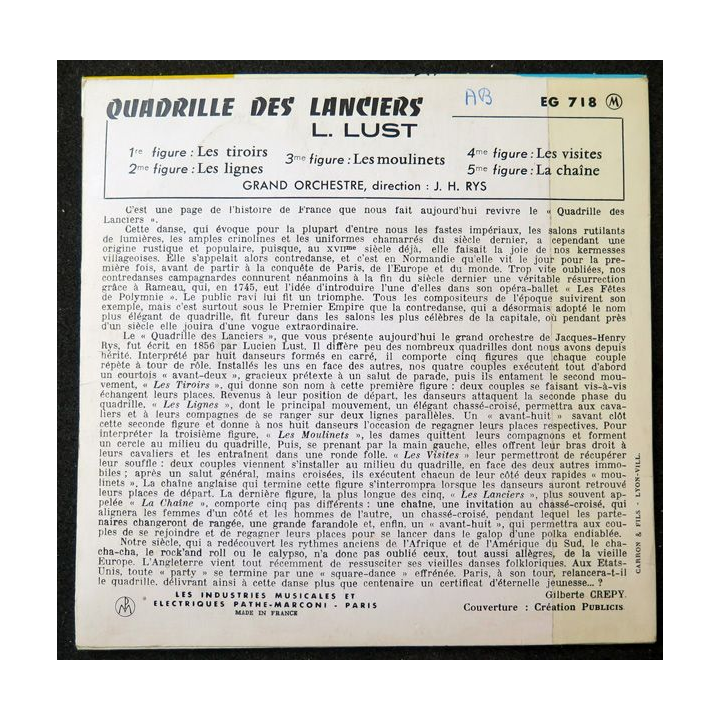 QUADRILLE DES LANCIERS
AB
EG 718 M
L. LUST
1re figure : Les tiroirs
2me figure : Les lignes
3me figure : Les moulinets
4me figure : Les visites
5me figure : La chaîne
GRAND ORCHESTRE, direction : J. H. RYS
C'est une page de l'histoire de France que nous fait aujourd'hui revivre le « Quadrille des
Lanciers ».
Cette danse, qui évoque pour la plupart d'entre nous les fastes impériaux, les salons rutilants
de lumières, les amples crinolines et les uniformes chamarrés du siècle dernier, a cependant une
origine rustique et populaire, puisque, au XVIIme siècle déjà, elle faisait la joie de nos kermesses
villageoises. Elle s'appelait alors contredanse, et c'est en Normandie qu'elle vit le jour pour la pre-
mière fois, avant de partir à la conquête de Paris, de l'Europe et du monde. Trop vite oubliées, nos
contredanses campagnardes connurent néanmoins à la fin du siècle dernier une véritable résurrection
grâce à Rameau, qui, en 1745, eut l'idée d'introduire l'une d'elles dans son opéra-ballet « Les Fêtes
de Polymnie ». Le public ravi lui fit un triomphe. Tous les compositeurs de l'époque suivirent son
exemple, mais c'est surtout sous le Premier Empire que la contredanse, qui a désormais adopté le nom
plus élégant de quadrille, fit fureur dans les salons les plus célèbres de la capitale, où pendant près
d'un siècle elle jouira d'une vogue extraordinaire.
Le « Quadrille des Lanciers », que vous présente aujourd'hui le grand orchestre de Jacques-Henry
Rys, fut écrit en 1856 par Lucien Lust. Il diffère peu des nombreux quadrilles dont nous avons depuis
hérité. Interprété par huit danseurs formés en carré, il comporte cinq figures que chaque couple
répète à tour de rôle. Installés les uns en face des autres, nos quatre couples exécutent tout d'abord
un courtois « avant-deux », gracieux prétexte à un salut de parade, puis ils entament le second mou-
vement, « Les Tiroirs », qui donne son nom à cette première figure : deux couples se faisant vis-à-vis
échangent leurs places. Revenus à leur position de départ, les danseurs attaquent la seconde phase du
quadrille, « Les Lignes », dont le principal mouvement, un élégant chassé-croisé, permettra aux cava-
liers et à leurs compagnes de se ranger sur deux lignes parallèles. Un « avant-huit » savant clôt
cette seconde figure et donne à nos huit danseurs l'occasion de regagner leurs places respectives. Pour
interpréter la troisième figure, « Les Moulinets », les dames quittent leurs compagnons et forment
un cercle au milieu du quadrille, Puis, se prenant par la main gauche, elles offrent leur bras droit à
leurs cavaliers et les entraînent dans une ronde folle. « Les Visites » leur permettront de récupérer
leur souffle : deux couples viennent s'installer au milieu du quadrille, en face des deux autres immo-
biles ; après un salut général, mains croisées, ils exécutent chacun de leur côté deux rapides « mou-
linets », La chaîne anglaise qui termine cette figure s'interrompra lorsque les danseurs auront retrouvé
leurs places de départ. La dernière figure, la plus longue des cinq, « Les Lanciers », plus souvent ap-
pelée « La Chaîne », comporte cinq pas différents : une chaîne, une invitation au chassé-croisé, qui
alignera les femmes d'un côté et les hommes de l'autre, un chassé-croisé, pendant lequel les parte-
naires changeront de rangée, une grande farandole et, enfin, un « avant-huit », qui permettra aux cou-
ples de se rejoindre et de regagner leurs places pour se lancer dans le galop d'une polka endiablée.
Notre siècle, qui a redécouvert les rythmes anciens de l'Afrique et de l'Amérique du Sud, le cha-
cha-cha, le rock'and roll ou le calypso, n'a donc pas oublié ceux, tout aussi allègres, de la vieille
Europe. L'Angleterre vient tout récemment de ressusciter ses vieilles danses folkloriques. Aux Etats-
Unis, toute « party » se termine par une « square-dance » effrénée. Paris, à son tour, relancera-t-il
le quadrille, délivrant ainsi à cette danse plus que centenaire un certificat d'éternelle jeunesse... ?
Gilberte CREPY.
LES INDUSTRIES MUSICALES ET
ELECTRIQUES PATHE-MARCONI - PARIS
MADE IN FRANCE
Couverture : Création PUBLICIS.
CARRON & FILS - LYON-VILL.